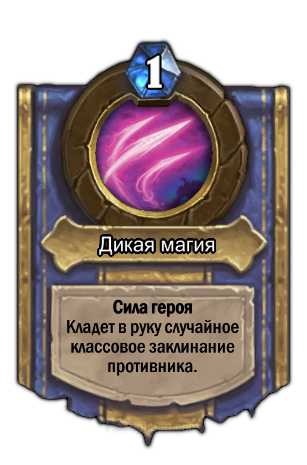 1
Дикая магия
Сила героя
Кладет в руку случайное
классовое заклинание
противника.